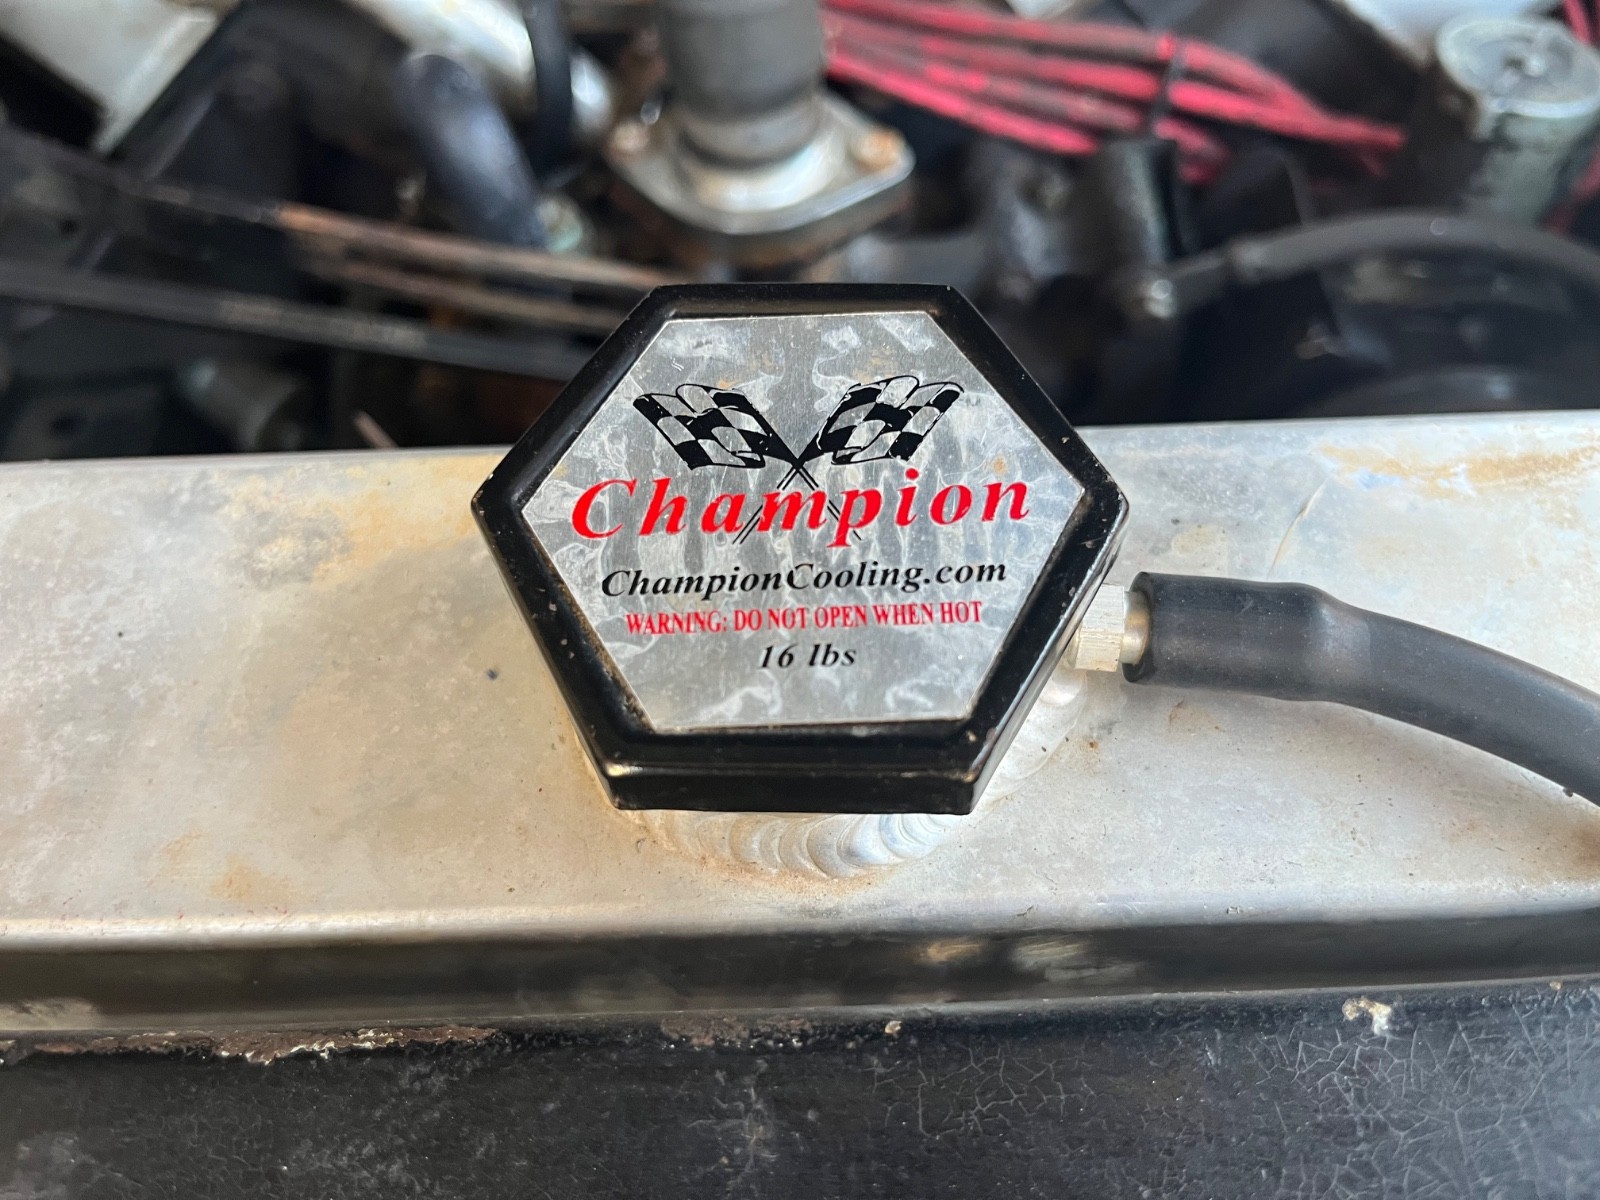 Champion
ChampionCooling.com
WARNING: DO NOT OPEN WHEN HOT
16 lbs